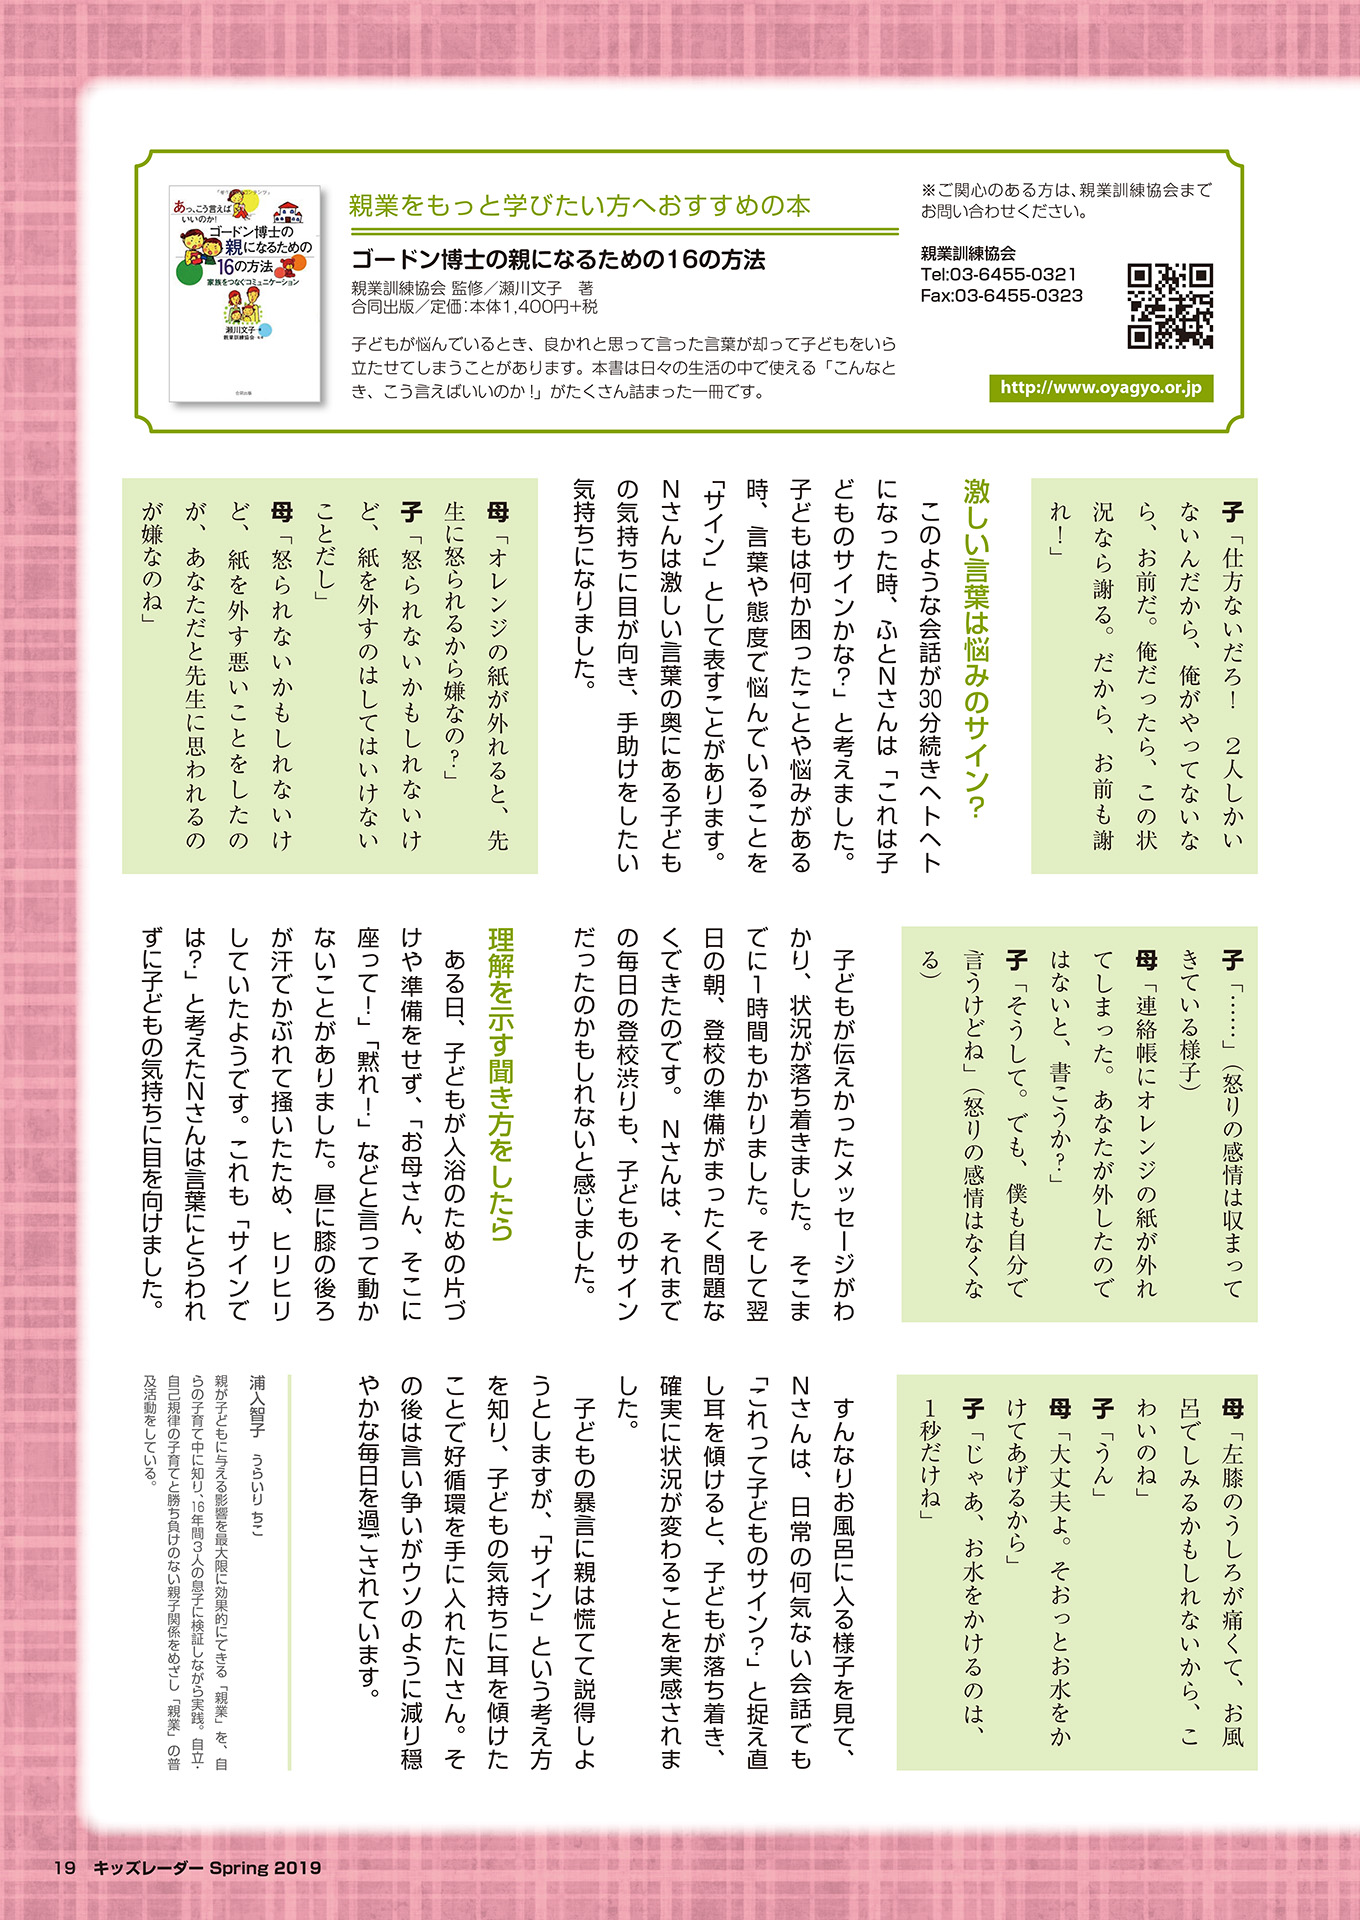 あっ、こう言えば
いいのか!
ゴードン博士の
親になるための
16の方法
家族をつなぐコミュニケーション
瀬川文子 著
親業訓練協会 監修
合同出版
親業をもっと学びたい方へおすすめの本
ゴードン博士の親になるための16の方法
親業訓練協会 監修／瀬川文子　著
合同出版／定価：本体1,400円+税
子どもが悩んでいるとき、良かれと思って言った言葉が却って子どもをいら
立たせてしまうことがあります。本書は日々の生活の中で使える「こんなと
き、こう言えばいいのか！」がたくさん詰まった一冊です。
※ご関心のある方は、親業訓練協会まで
お問い合わせください。
親業訓練協会
Tel:03-6455-0321
Fax:03-6455-0323
http://www.oyagyo.or.jp
子「仕方ないだろ！　２人しかい
ないんだから、俺がやってないな
ら、お前だ。俺だったら、この状
況なら謝る。だから、お前も謝
れ！」
激しい言葉は悩みのサイン？
このような会話が30分続きヘトヘト
になった時、ふとＮさんは「これは子
どものサインかな？」と考えました。
子どもは何か困ったことや悩みがある
時、言葉や態度で悩んでいることを
「サイン」として表すことがあります。
Ｎさんは激しい言葉の奥にある子ども
の気持ちに目が向き、手助けをしたい
気持ちになりました。
母「オレンジの紙が外れると、先
生に怒られるから嫌なの？」
子「怒られないかもしれないけ
ど、紙を外すのはしてはいけない
ことだし」
母「怒られないかもしれないけ
ど、紙を外す悪いことをしたの
が、あなただと先生に思われるの
が嫌なのね」
子「……」（怒りの感情は収まって
きている様子）
母「連絡帳にオレンジの紙が外れ
てしまった。あなたが外したので
はないと、書こうか？」
子「そうして。でも、僕も自分で
言うけどね」（怒りの感情はなくな
る）
子どもが伝えかったメッセージがわ
かり、状況が落ち着きました。そこま
でに１時間もかかりました。そして翌
日の朝、登校の準備がまったく問題な
くできたのです。Ｎさんは、それまで
の毎日の登校渋りも、子どものサイン
だったのかもしれないと感じました。
理解を示す聞き方をしたら
ある日、子どもが入浴のための片づ
けや準備をせず、「お母さん、そこに
座って！」「黙れ！」などと言って動か
ないことがありました。昼に膝の後ろ
が汗でかぶれて掻いたため、ヒリヒリ
していたようです。これも「サインで
は？」と考えたＮさんは言葉にとらわれ
ずに子どもの気持ちに目を向けました。
母「左膝のうしろが痛くて、お風
呂でしみるかもしれないから、こ
わいのね」
子「うん」
母「大丈夫よ。そおっとお水をか
けてあげるから」
子「じゃあ、お水をかけるのは、
１秒だけね」
すんなりお風呂に入る様子を見て、
Ｎさんは、日常の何気ない会話でも
「これって子どものサイン？」と捉え直
し耳を傾けると、子どもが落ち着き、
確実に状況が変わることを実感されま
した。
子どもの暴言に親は慌てて説得しよ
うとしますが、「サイン」という考え方
を知り、子どもの気持ちに耳を傾けた
ことで好循環を手に入れたＮさん。そ
の後は言い争いがウソのように減り穏
やかな毎日を過ごされています。
浦入智子　うらいり ちこ
親が子どもに与える影響を最大限に効果的にできる「親業」を、自
らの子育て中に知り、16年間３人の息子に検証しながら実践。自立・
自己規律の子育てと勝ち負けのない親子関係をめざし「親業」の普
及活動をしている。
19　キッズレーダー Spring 2019